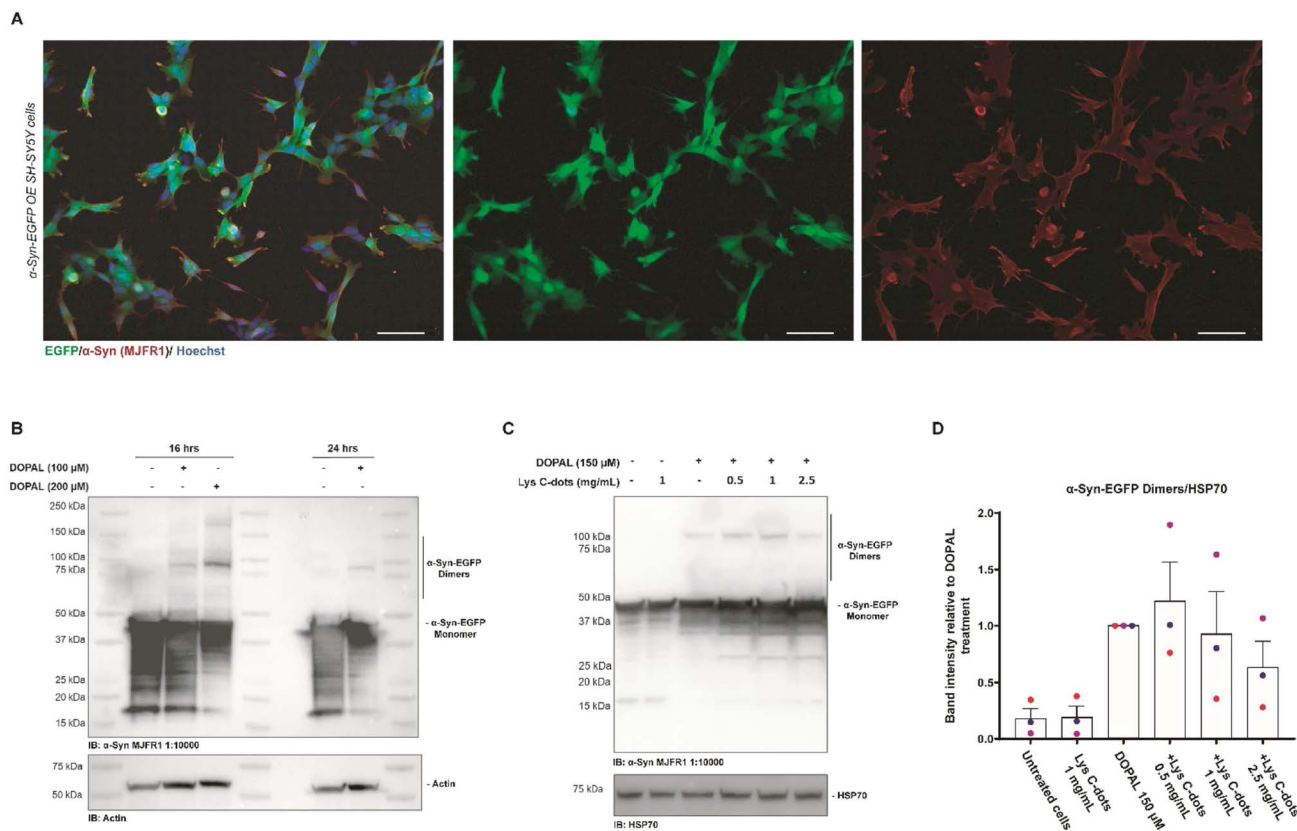 A
α-Syn-EGFP OE SH-SY5Y cells
EGFP/α-Syn (MJFR1)/ Hoechst
B
16 hrs 24 hrs
DOPAL (100 µM) - + - - +
DOPAL (200 µM) - - + - -
250 kDa
150 kDa
100 kDa
75 kDa
50 kDa
37 kDa
25 kDa
20 kDa
15 kDa
α-Syn-EGFP
Dimers
- α-Syn-EGFP
Monomer
IB: α-Syn MJFR1 1:10000
75 kDa
50 kDa
- Actin
IB: Actin
C
DOPAL (150 µM) - - + + + +
Lys C-dots (mg/mL) - 1 - 0.5 1 2.5
100 kDa
75 kDa
50 kDa
37 kDa
25 kDa
20 kDa
15 kDa
α-Syn-EGFP
Dimers
- α-Syn-EGFP
Monomer
IB: α-Syn MJFR1 1:10000
75 kDa
- HSP70
IB: HSP70
D
α-Syn-EGFP Dimers/HSP70
Band intensity relative to DOPAL
treatment
2.0
1.5
1.0
0.5
0.0
Untreated cells
Lys C-dots
1 mg/mL
DOPAL 150 µM
+Lys C-dots
0.5 mg/mL
+Lys C-dots
1 mg/mL
+Lys C-dots
2.5 mg/mL